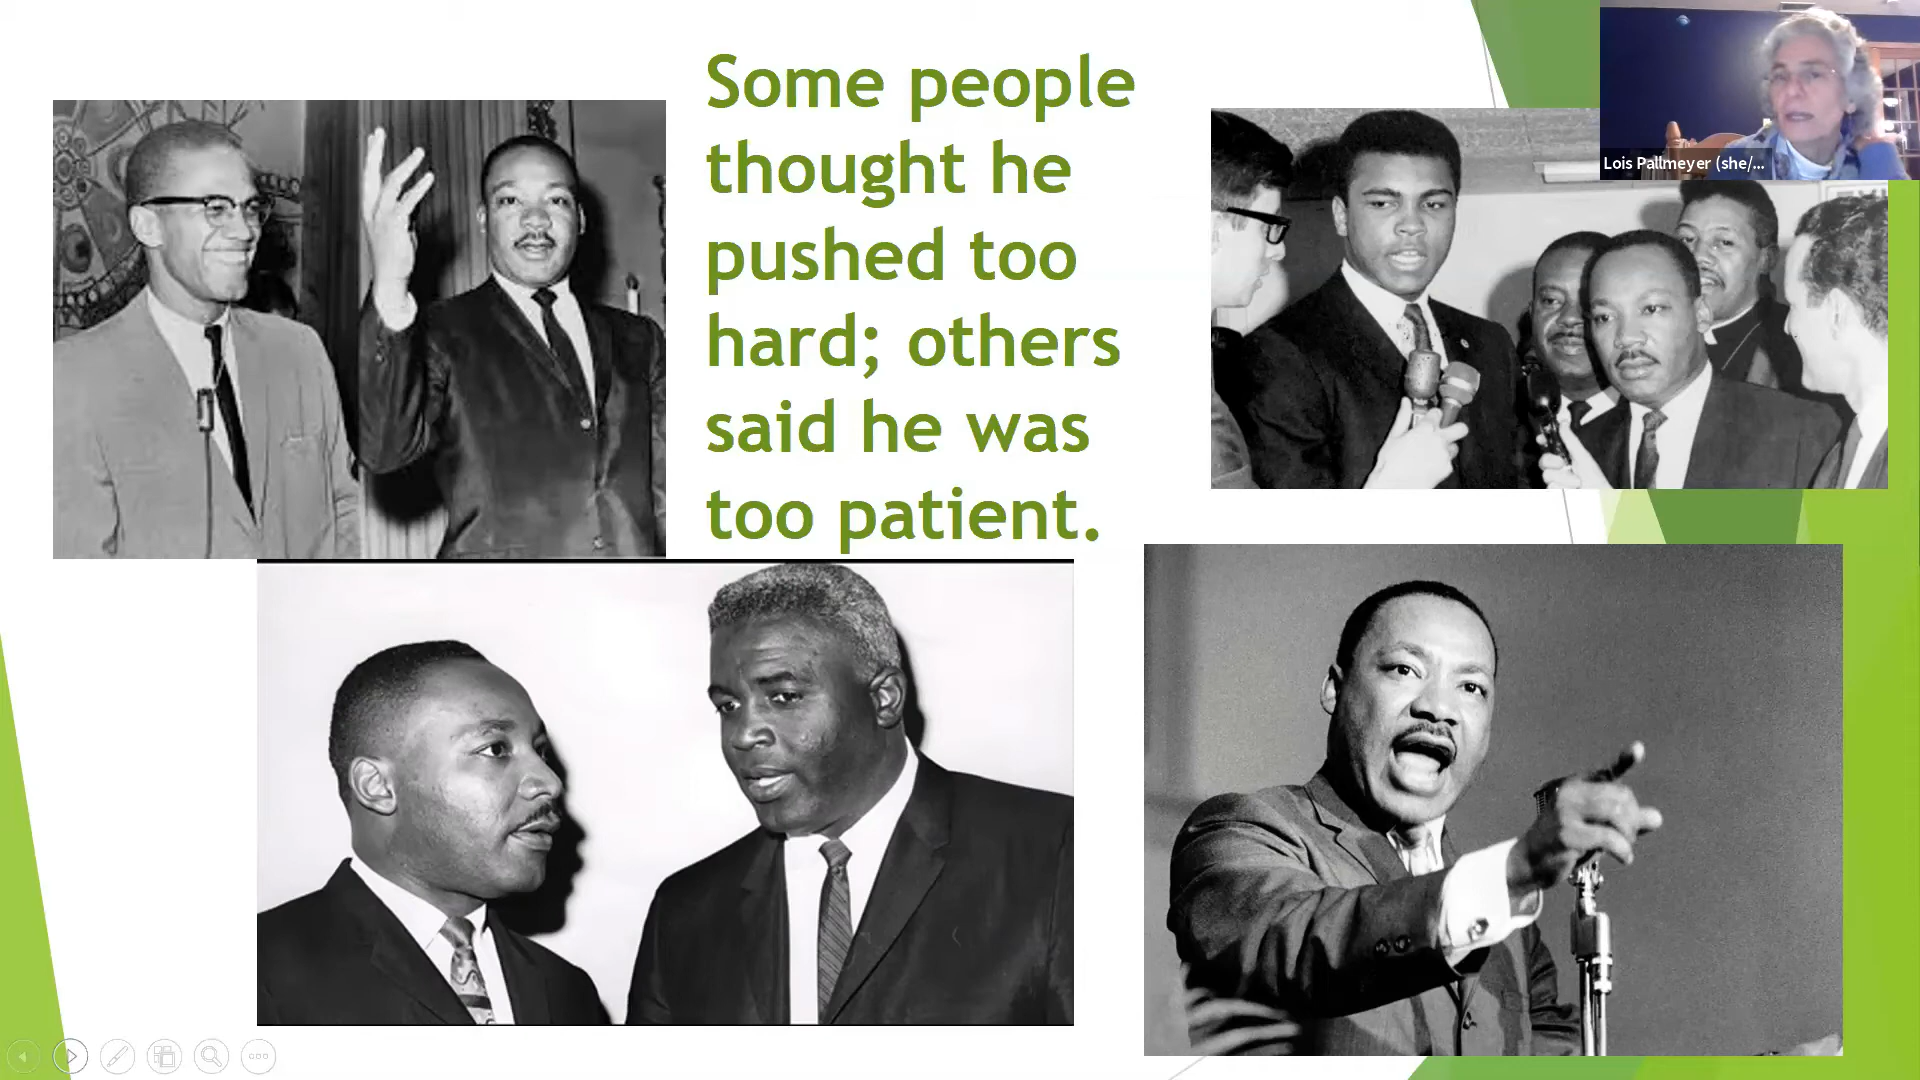 Some people
thought he
pushed too
hard; others
said he was
too patient.
Lois Pallmeyer (she/...